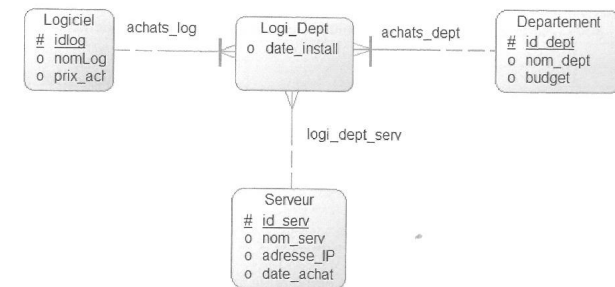 Logiciel
# idlog
o nomLog
o prix_ach
achats_log
Logi_Dept
o date_install
achats_dept
Departement
# id_dept
o nom_dept
o budget
logi_dept_serv
Serveur
# id_serv
o nom_serv
o adresse_IP
o date_achat